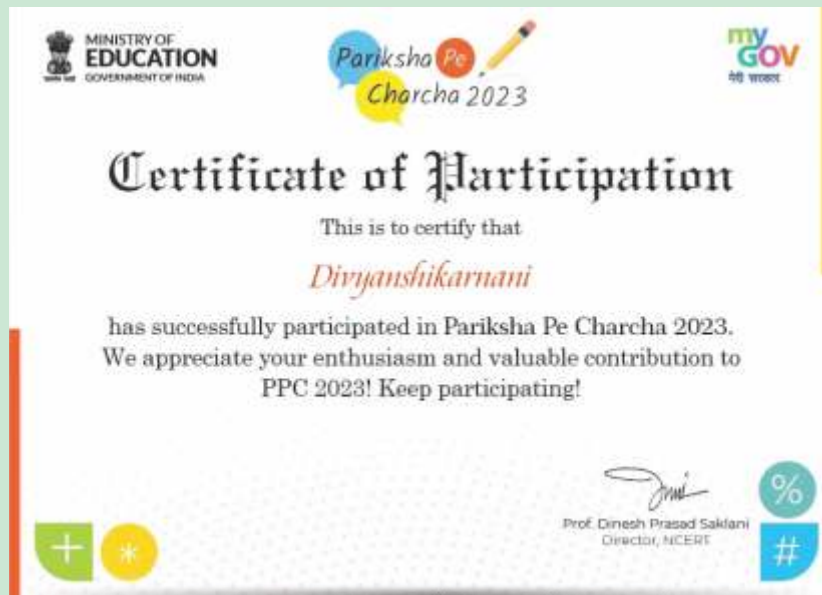 MINISTRY OF
EDUCATION
GOVERNMENT OF INDIA
Pariksha Pe
Charcha 2023
my
GOV
मेरी सरकार
Certificate of Participation
This is to certify that
Divyanshikarnani
has successfully participated in Pariksha Pe Charcha 2023.
We appreciate your enthusiasm and valuable contribution to
PPC 2023! Keep participating!
Prof. Dinesh Prasad Saklani
Director, NCERT
+
*
%
#